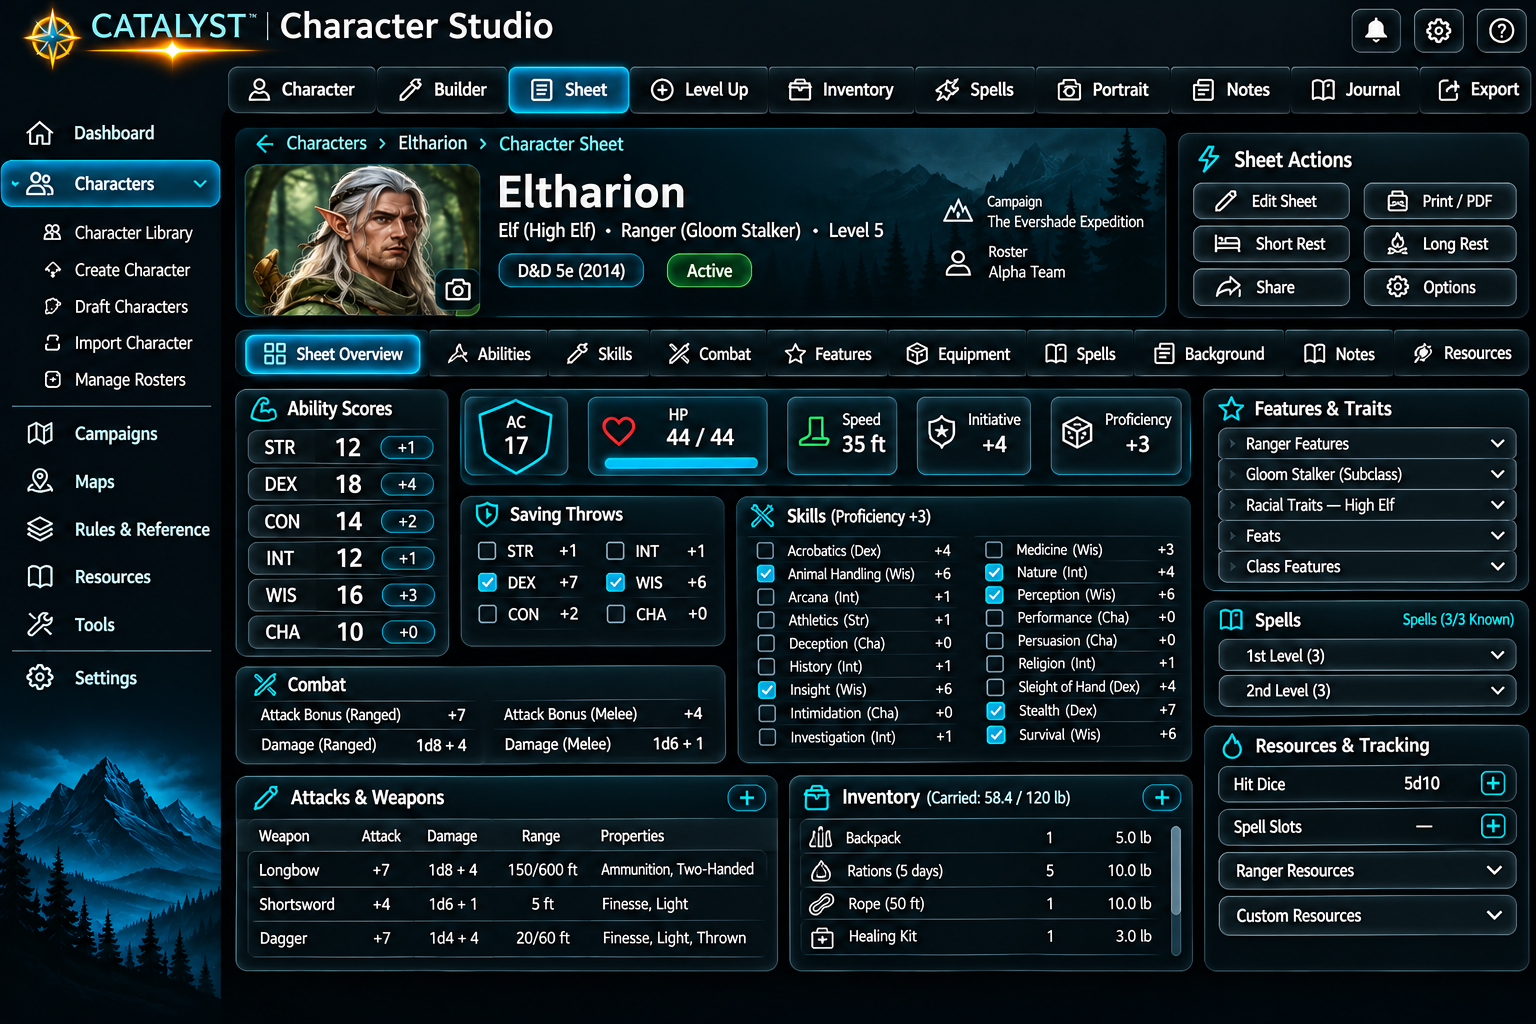 CATALYST™ | Character Studio
Character
Builder
Sheet
Level Up
Inventory
Spells
Portrait
Notes
Journal
Export
Dashboard
Characters
Character Library
Create Character
Draft Characters
Import Character
Manage Rosters
Campaigns
Maps
Rules & Reference
Resources
Tools
Settings
Characters > Eltharion > Character Sheet
Eltharion
Elf (High Elf) • Ranger (Gloom Stalker) • Level 5
D&D 5e (2014)
Active
Campaign
The Evershade Expedition
Roster
Alpha Team
Sheet Actions
Edit Sheet
Print / PDF
Short Rest
Long Rest
Share
Options
Sheet Overview
Abilities
Skills
Combat
Features
Equipment
Spells
Background
Notes
Resources
Ability Scores
STR 12 +1
DEX 18 +4
CON 14 +2
INT 12 +1
WIS 16 +3
CHA 10 +0
AC
17
HP
44 / 44
Speed
35 ft
Initiative
+4
Proficiency
+3
Saving Throws
STR +1 INT +1
DEX +7 WIS +6
CON +2 CHA +0
Combat
Attack Bonus (Ranged) +7 Attack Bonus (Melee) +4
Damage (Ranged) 1d8 + 4 Damage (Melee) 1d6 + 1
Skills (Proficiency +3)
Acrobatics (Dex) +4
Animal Handling (Wis) +6
Arcana (Int) +1
Athletics (Str) +1
Deception (Cha) +0
History (Int) +1
Insight (Wis) +6
Intimidation (Cha) +0
Investigation (Int) +1
Medicine (Wis) +3
Nature (Int) +4
Perception (Wis) +6
Performance (Cha) +0
Persuasion (Cha) +0
Religion (Int) +1
Sleight of Hand (Dex) +4
Stealth (Dex) +7
Survival (Wis) +6
Features & Traits
Ranger Features
Gloom Stalker (Subclass)
Racial Traits — High Elf
Feats
Class Features
Spells Spells (3/3 Known)
1st Level (3)
2nd Level (3)
Resources & Tracking
Hit Dice 5d10 +
Spell Slots — +
Ranger Resources
Custom Resources
Attacks & Weapons +
Weapon Attack Damage Range Properties
Longbow +7 1d8 + 4 150/600 ft Ammunition, Two-Handed
Shortsword +4 1d6 + 1 5 ft Finesse, Light
Dagger +7 1d4 + 4 20/60 ft Finesse, Light, Thrown
Inventory (Carried: 58.4 / 120 lb) +
Backpack 1 5.0 lb
Rations (5 days) 5 10.0 lb
Rope (50 ft) 1 10.0 lb
Healing Kit 1 3.0 lb